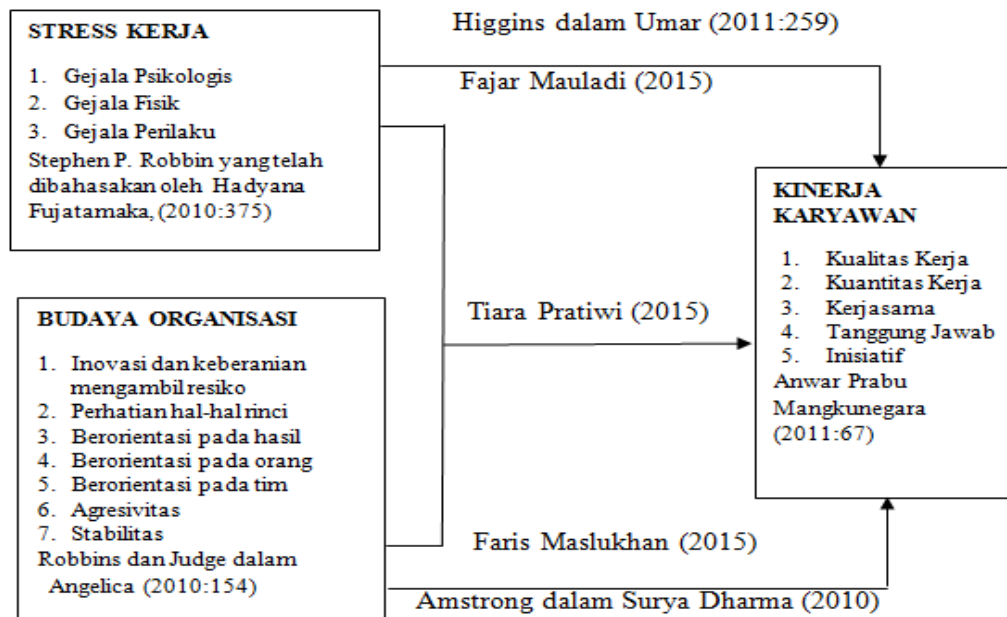 STRESS KERJA
1. Gejala Psikologis
2. Gejala Fisik
3. Gejala Perilaku
Stephen P. Robbin yang telah
dibahasakan oleh Hadyana
Fujatamaka, (2010:375)
Higgins dalam Umar (2011:259)
Fajar Mauladi (2015)
BUDAYA ORGANISASI
1. Inovasi dan keberanian
mengambil resiko
2. Perhatian hal-hal rinci
3. Berorientasi pada hasil
4. Berorientasi pada orang
5. Berorientasi pada tim
6. Agresivitas
7. Stabilitas
Robbins dan Judge dalam
Angelica (2010:154)
Tiara Pratiwi (2015)
Faris Maslukhan (2015)
Amstrong dalam Surya Dharma (2010)
KINERJA
KARYAWAN
1. Kualitas Kerja
2. Kuantitas Kerja
3. Kerjasama
4. Tanggung Jawab
5. Inisiatif
Anwar Prabu
Mangkunegara
(2011:67)